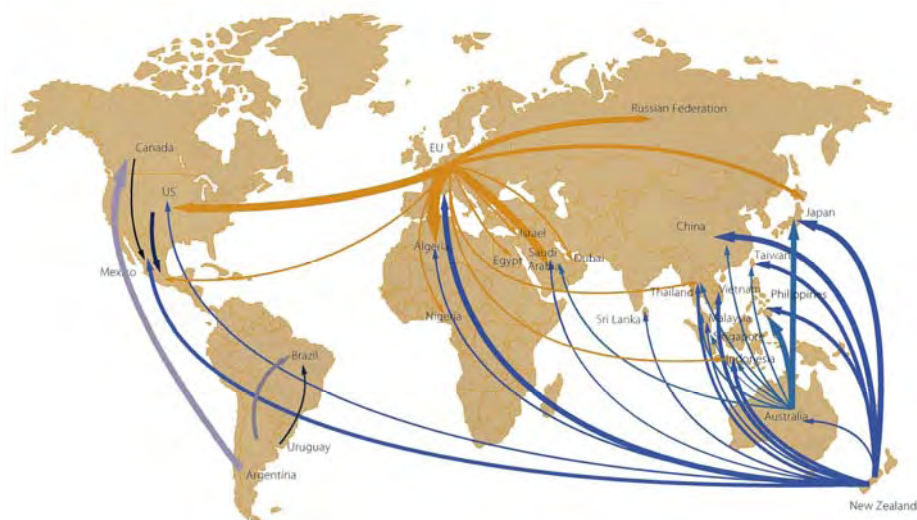 Russian Federation
Canada
EU
US
Japan
China
Israel
Algeria
Egypt
Saudi
Arabia
Dubai
Taiwan
Mexiko
Thailand
Vietnam
Philippines
Nigeria
Sri Lanka
Malaysia
Singapore
Brazil
Indonesia
Australia
Uruguay
Argentina
New Zealand